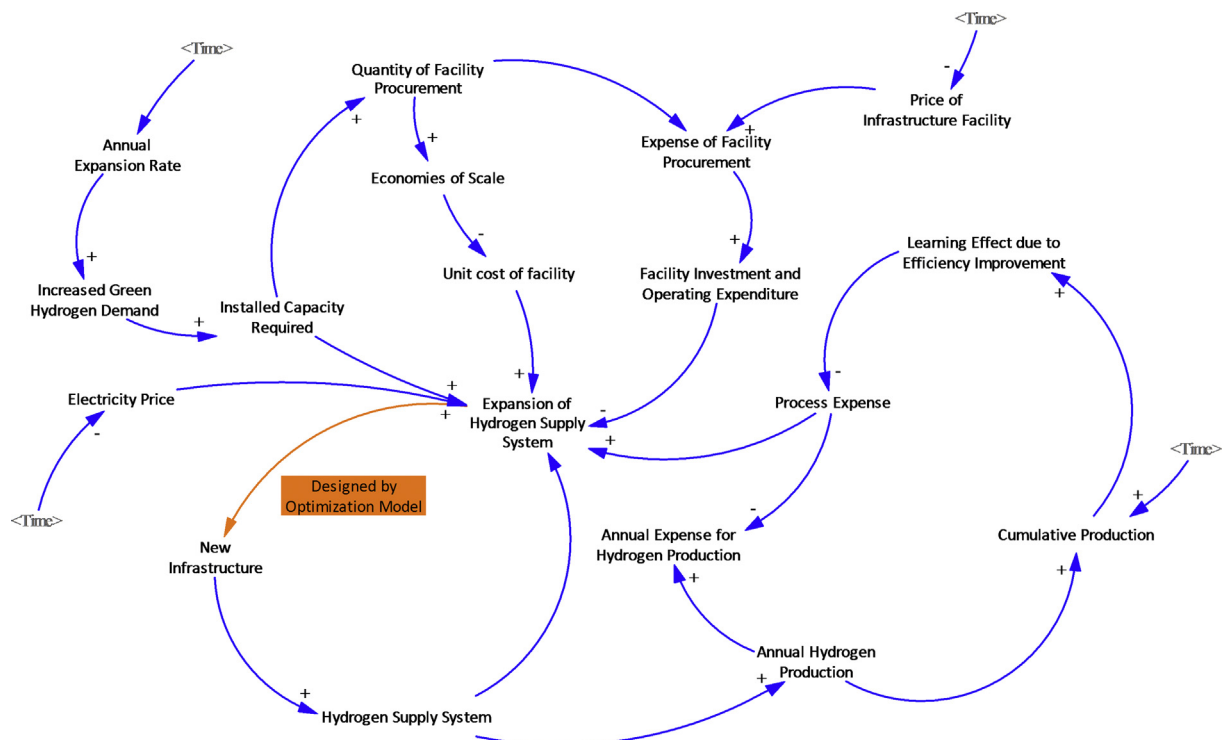 <Time>
<Time>
Quantity of Facility
Procurement
+
-
Price of
Infrastructure Facility
+
Annual
Expansion Rate
+
+
Expense of Facility
Procurement
Economies of Scale
-
+
Learning Effect due to
Efficiency Improvement
+
Increased Green
Hydrogen Demand
+
Installed Capacity
Required
Unit cost of facility
Facility Investment and
Operating Expenditure
+
+
+
-
Electricity Price
-
+
+
Expansion of
Hydrogen Supply
System
-
+
Process Expense
<Time>
Designed by
Optimization Model
<Time>
+
-
New
Infrastructure
Annual Expense for
Hydrogen Production
Cumulative Production
+
+
Annual Hydrogen
Production
+
+
Hydrogen Supply System